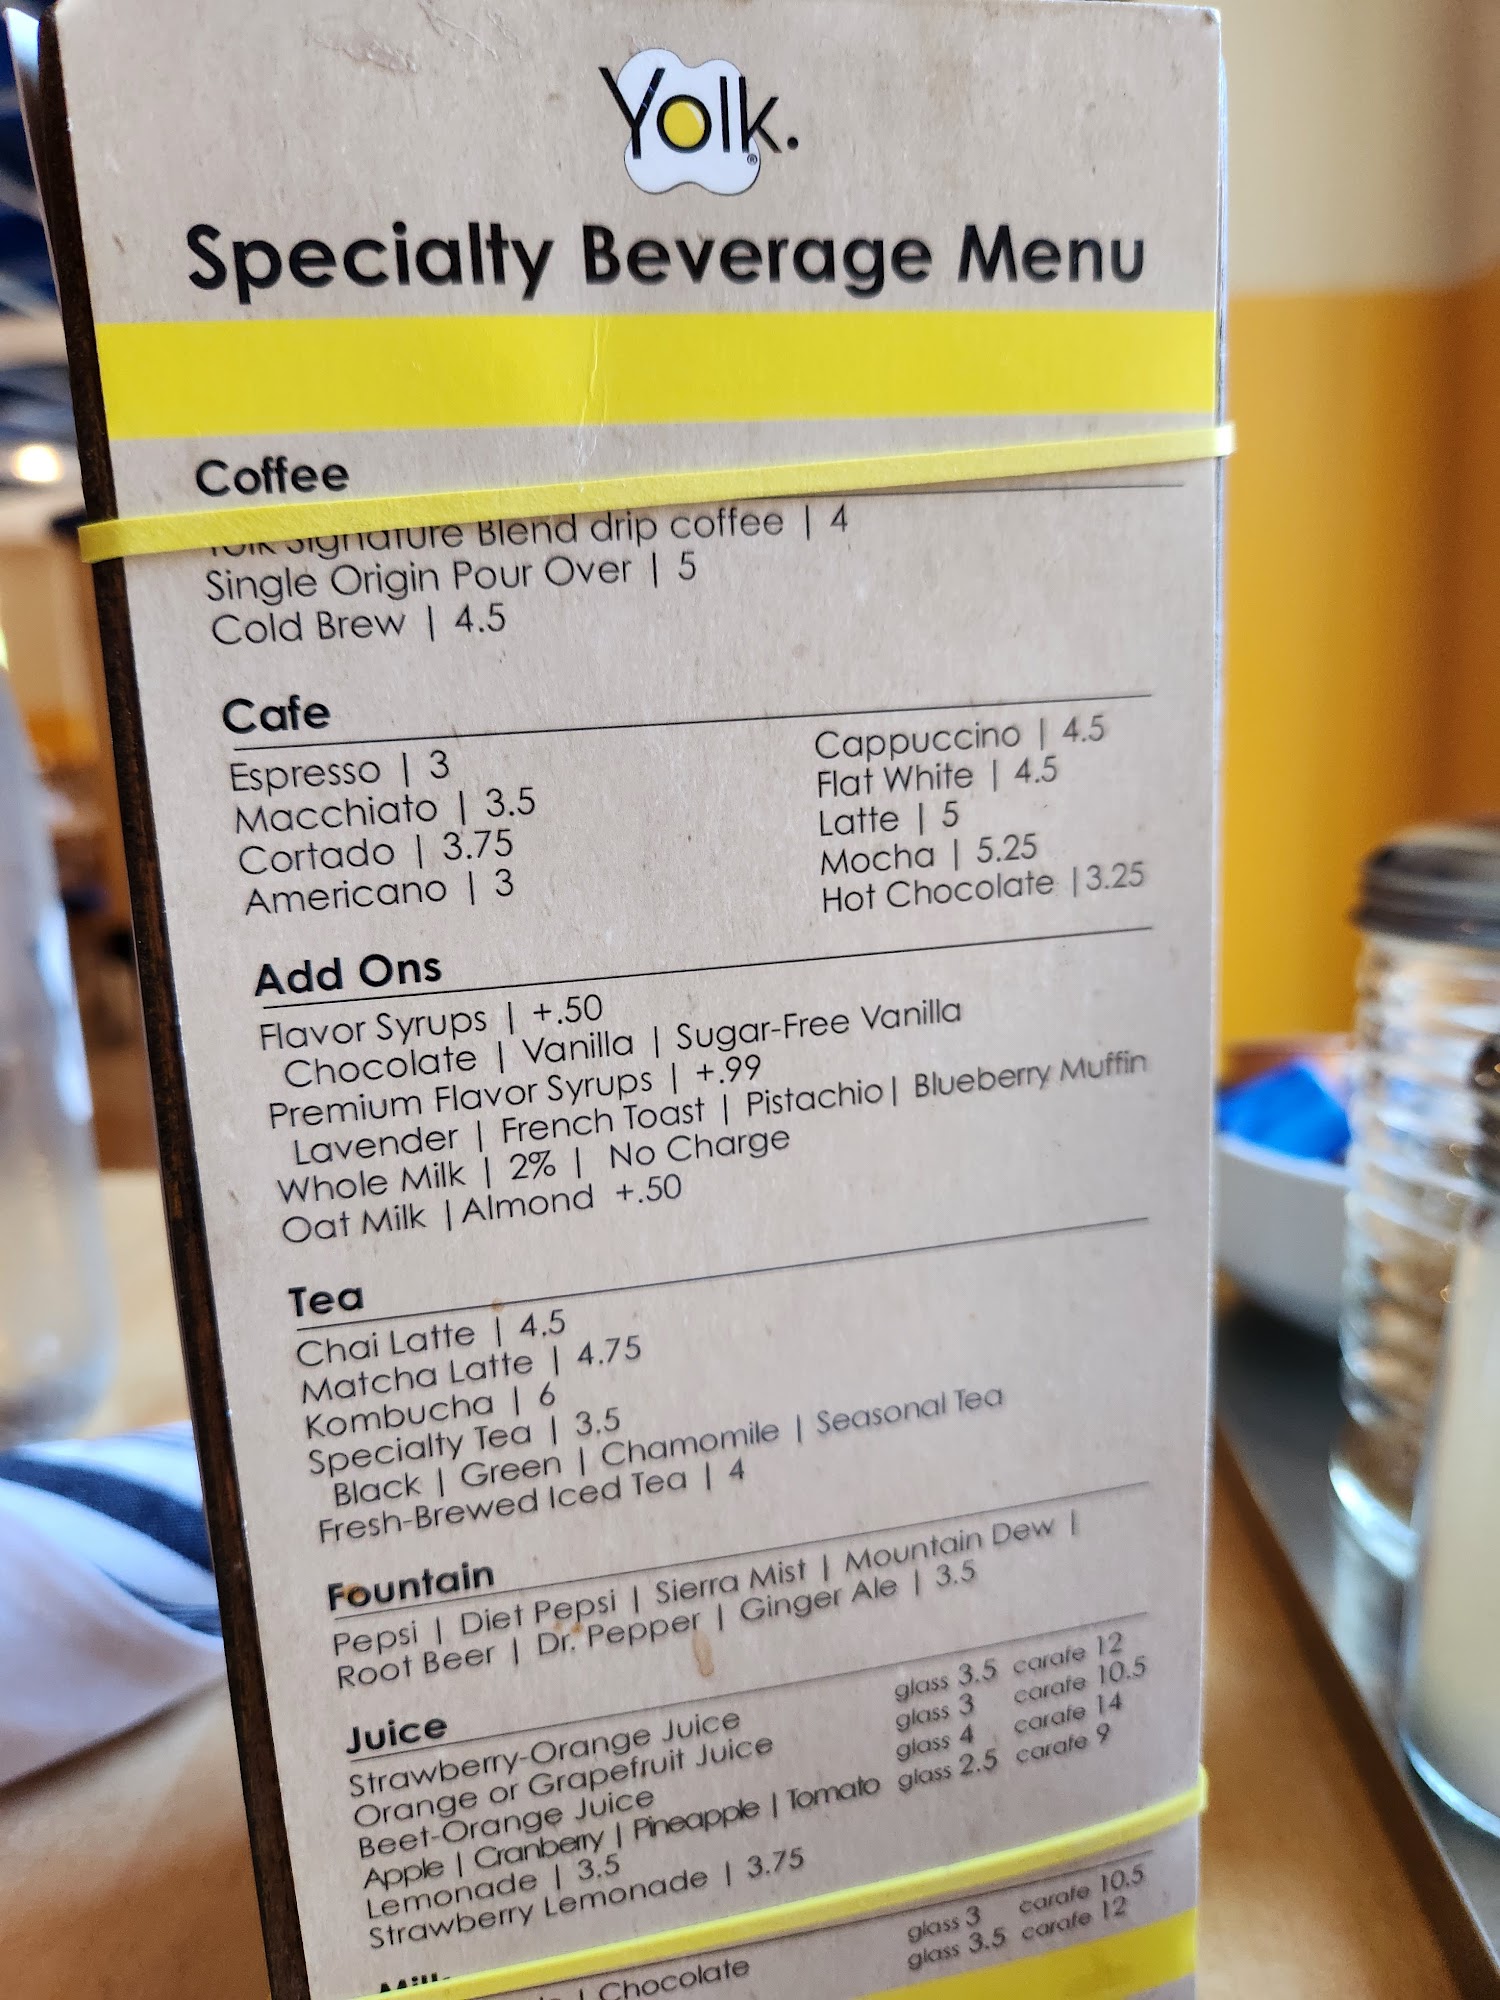 Yolk.
Specialty Beverage Menu
Coffee
Yolk Signature Blend drip coffee | 4
Single Origin Pour Over | 5
Cold Brew | 4.5
Cafe
Espresso | 3
Macchiato | 3.5
Cortado | 3.75
Americano | 3
Cappuccino | 4.5
Flat White | 4.5
Latte | 5
Mocha | 5.25
Hot Chocolate | 3.25
Add Ons
Flavor Syrups | +.50
Chocolate | Vanilla | Sugar-Free Vanilla
Premium Flavor Syrups | +.99
Lavender | French Toast | Pistachio | Blueberry Muffin
Whole Milk | 2% | No Charge
Oat Milk | Almond +.50
Tea
Chai Latte | 4.5
Matcha Latte | 4.75
Kombucha | 6
Specialty Tea | 3.5
Black | Green | Chamomile | Seasonal Tea
Fresh-Brewed Iced Tea | 4
Fountain
Pepsi | Diet Pepsi | Sierra Mist | Mountain Dew |
Root Beer | Dr. Pepper | Ginger Ale | 3.5
Juice
Strawberry-Orange Juice glass 3.5 carafe 12
Orange or Grapefruit Juice glass 3 carafe 10.5
Beet-Orange Juice glass 4 carafe 14
Apple | Cranberry | Pineapple | Tomato glass 2.5 carafe 9
Lemonade | 3.5
Strawberry Lemonade | 3.75
glass 3 carafe 10.5
| Chocolate glass 3.5 carafe 12